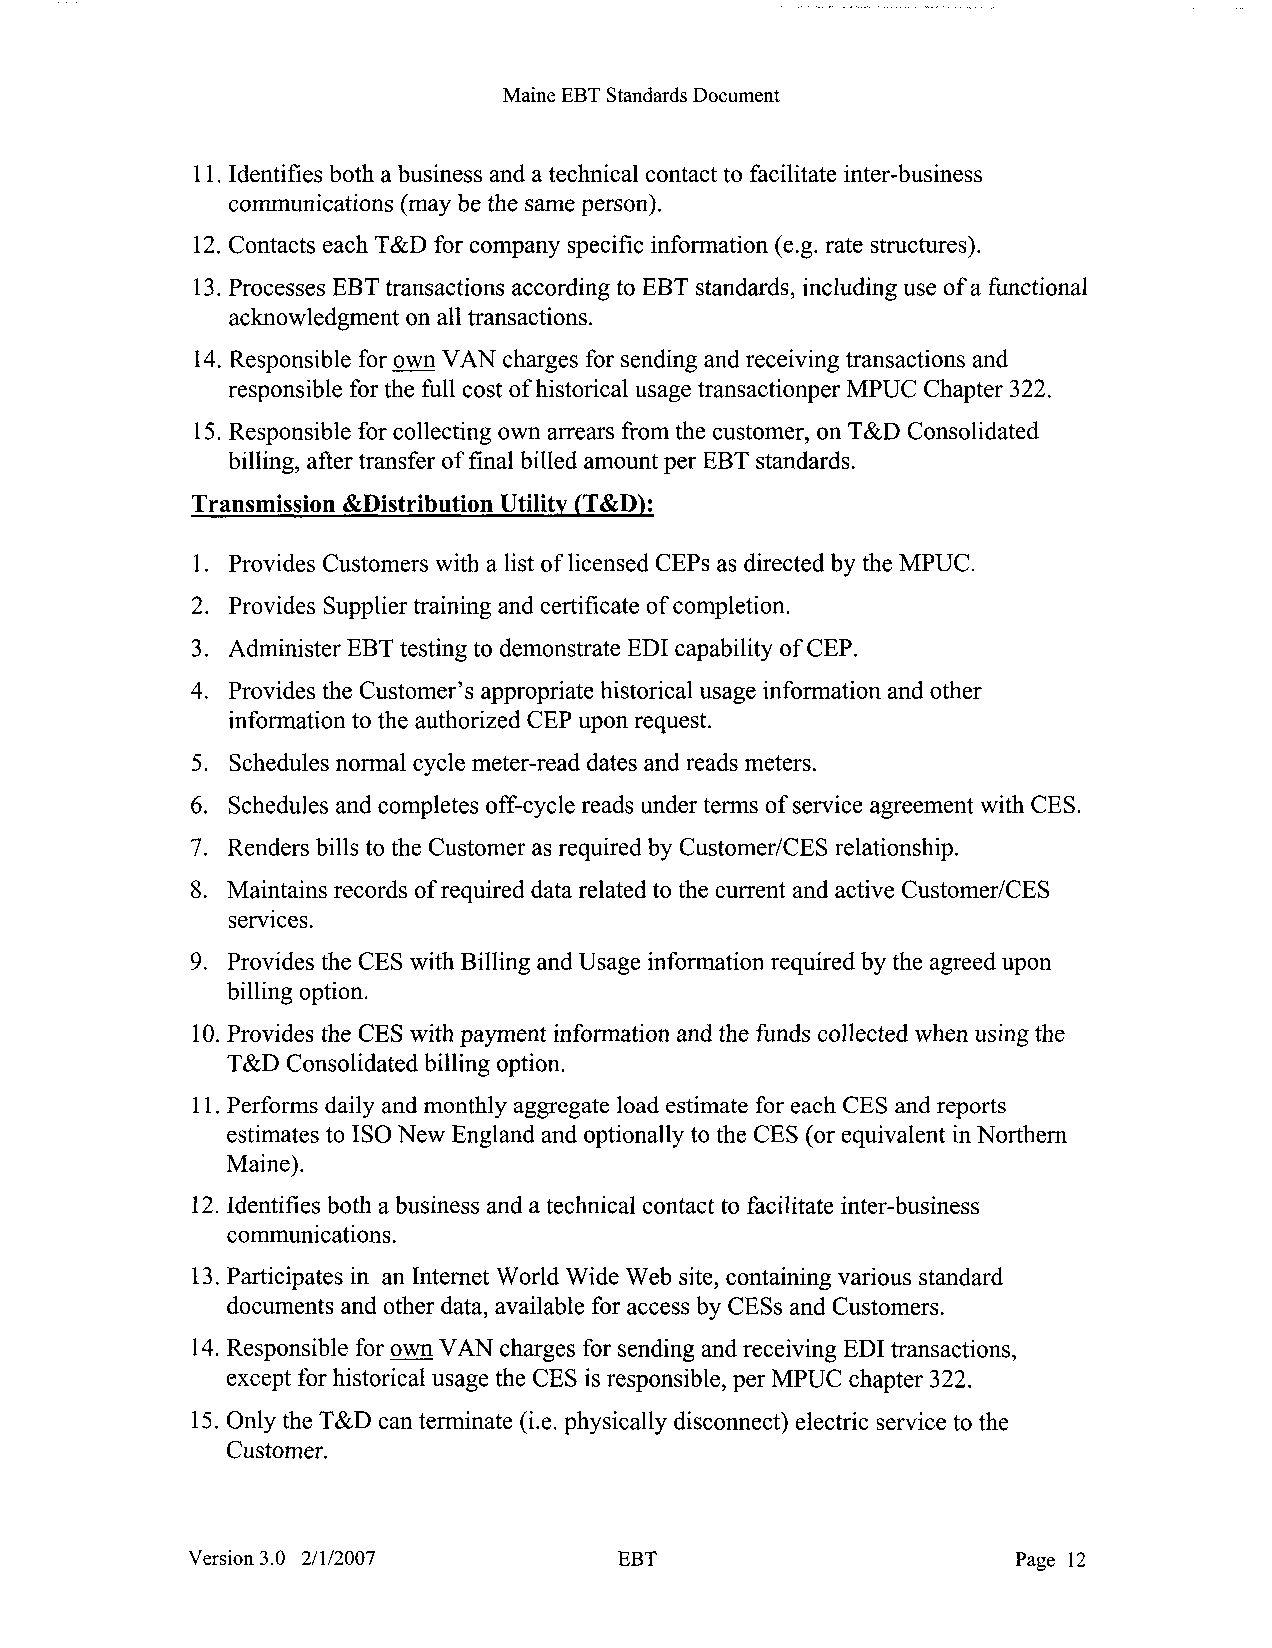 Maine EBT Standards Document
11. Identifies both a business and a technical contact to facilitate inter-business
communications (may be the same person).
12. Contacts each T&D for company specific information (e.g. rate structures).
13. Processes EBT transactions according to EBT standards, including use of a functional
acknowledgment on all transactions.
14. Responsible for own VAN charges for sending and receiving transactions and
responsible for the full cost of historical usage transactionper MPUC Chapter 322.
15. Responsible for collecting own arrears from the customer, on T&D Consolidated
billing, after transfer of final billed amount per EBT standards.
Transmission &Distribution Utility (T&D):
1. Provides Customers with a list of licensed CEPs as directed by the MPUC.
2. Provides Supplier training and certificate of completion.
3. Administer EBT testing to demonstrate EDI capability of CEP.
4. Provides the Customer's appropriate historical usage information and other
information to the authorized CEP upon request.
5. Schedules normal cycle meter-read dates and reads meters.
6. Schedules and completes off-cycle reads under terms of service agreement with CES.
7. Renders bills to the Customer as required by Customer/CES relationship.
8. Maintains records of required data related to the current and active Customer/CES
services.
9. Provides the CES with Billing and Usage information required by the agreed upon
billing option.
10. Provides the CES with payment information and the funds collected when using the
T&D Consolidated billing option.
11. Performs daily and monthly aggregate load estimate for each CES and reports
estimates to ISO New England and optionally to the CES (or equivalent in Northern
Maine).
12. Identifies both a business and a technical contact to facilitate inter-business
communications.
13. Participates in an Internet World Wide Web site, containing various standard
documents and other data, available for access by CESs and Customers.
14. Responsible for own VAN charges for sending and receiving EDI transactions,
except for historical usage the CES is responsible, per MPUC chapter 322.
15. Only the T&D can terminate (i.e. physically disconnect) electric service to the
Customer.
Version 3.0 2/1/2007 EBT Page 12